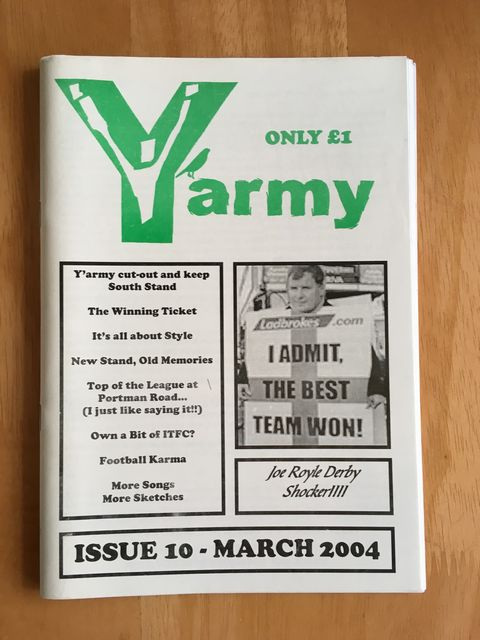 ONLY £1
Y'army
Y'army cut-out and keep
South Stand
The Winning Ticket
It's all about Style
New Stand, Old Memories
Top of the League at
Portman Road...
(I just like saying it!!)
Own a Bit of ITFC?
Football Karma
More Songs
More Sketches
Ladbrokes.com
I ADMIT,
THE BEST
TEAM WON!
Joe Royle Derby
Shocker!!!!
ISSUE 10 - MARCH 2004